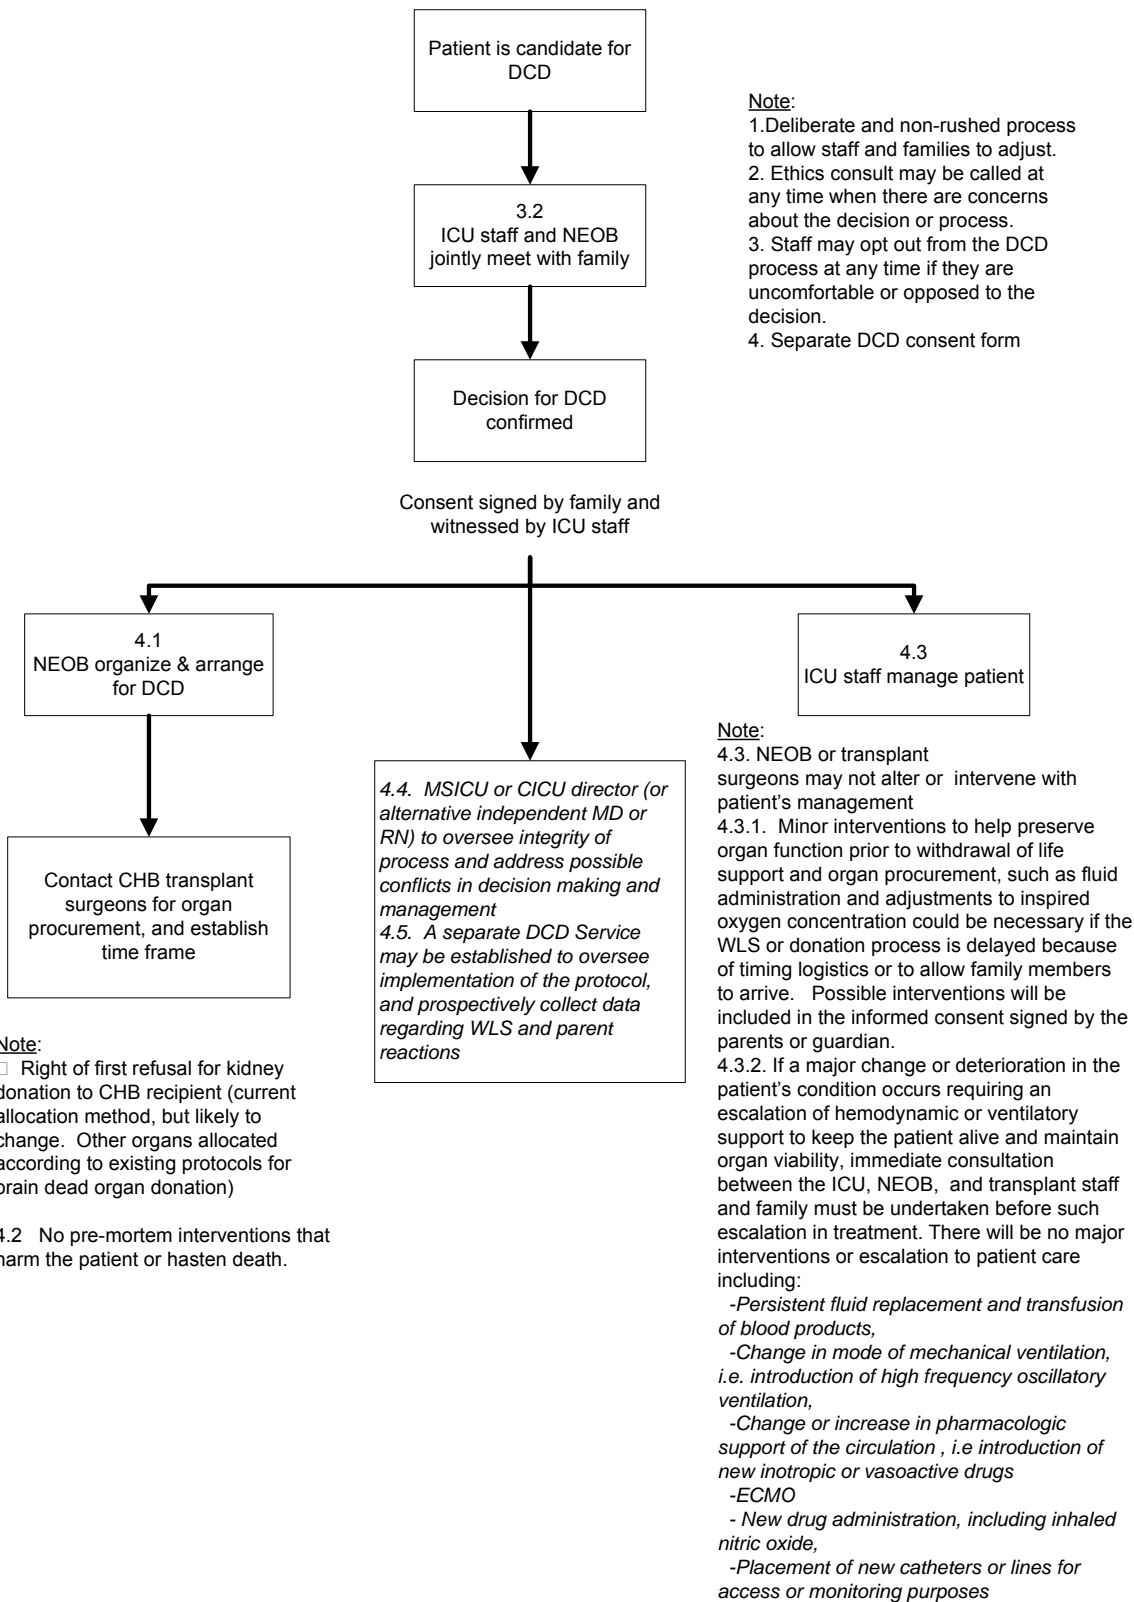 Patient is candidate for
DCD
Note:
1.Deliberate and non-rushed process
to allow staff and families to adjust.
2. Ethics consult may be called at
any time when there are concerns
about the decision or process.
3. Staff may opt out from the DCD
process at any time if they are
uncomfortable or opposed to the
decision.
4. Separate DCD consent form
3.2
ICU staff and NEOB
jointly meet with family
Decision for DCD
confirmed
Consent signed by family and
witnessed by ICU staff
4.1
NEOB organize & arrange
for DCD
Contact CHB transplant
surgeons for organ
procurement, and establish
time frame
Note:
□ Right of first refusal for kidney
donation to CHB recipient (current
allocation method, but likely to
change. Other organs allocated
according to existing protocols for
brain dead organ donation)
4.2 No pre-mortem interventions that
harm the patient or hasten death.
4.4. MSICU or CICU director (or
alternative independent MD or
RN) to oversee integrity of
process and address possible
conflicts in decision making and
management
4.5. A separate DCD Service
may be established to oversee
implementation of the protocol,
and prospectively collect data
regarding WLS and parent
reactions
4.3
ICU staff manage patient
Note:
4.3. NEOB or transplant
surgeons may not alter or intervene with
patient's management
4.3.1. Minor interventions to help preserve
organ function prior to withdrawal of life
support and organ procurement, such as fluid
administration and adjustments to inspired
oxygen concentration could be necessary if the
WLS or donation process is delayed because
of timing logistics or to allow family members
to arrive. Possible interventions will be
included in the informed consent signed by the
parents or guardian.
4.3.2. If a major change or deterioration in the
patient's condition occurs requiring an
escalation of hemodynamic or ventilatory
support to keep the patient alive and maintain
organ viability, immediate consultation
between the ICU, NEOB, and transplant staff
and family must be undertaken before such
escalation in treatment. There will be no major
interventions or escalation to patient care
including:
-Persistent fluid replacement and transfusion
of blood products,
-Change in mode of mechanical ventilation,
i.e. introduction of high frequency oscillatory
ventilation,
-Change or increase in pharmacologic
support of the circulation , i.e introduction of
new inotropic or vasoactive drugs
-ECMO
- New drug administration, including inhaled
nitric oxide,
-Placement of new catheters or lines for
access or monitoring purposes